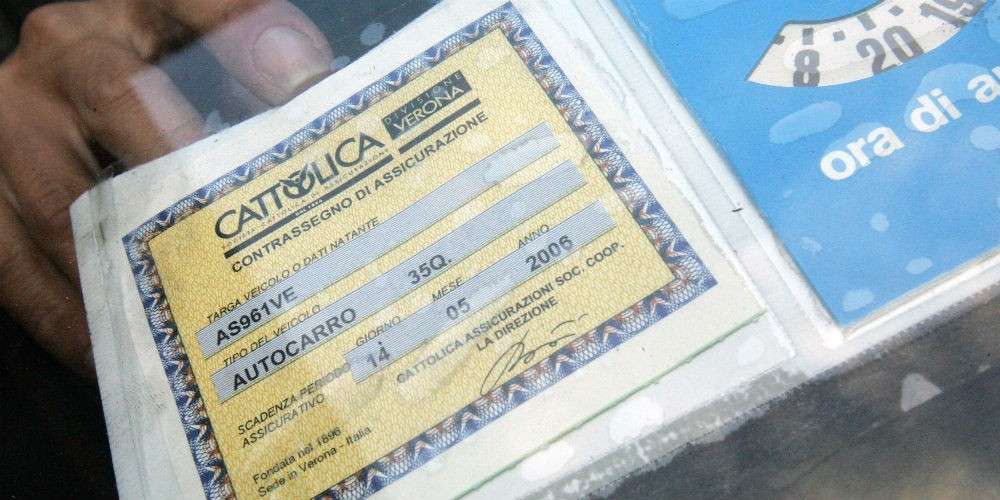 CATTOLICA
DIVISIONE
VERONA
CONTRASSEGNO DI ASSICURAZIONE
TARGA VEICOLO O DATI NATANTE
AS961VE
TIPO DEL VEICOLO
AUTOCARRO 35Q.
SCADENZA PERIODO ASSICURATIVO
GIORNO MESE ANNO
14 05 2006
CATTOLICA ASSICURAZIONI SOC. COOP.
LA DIREZIONE
Fondata nel 1896
Sede in Verona - Italia
8 20 19
ora di a